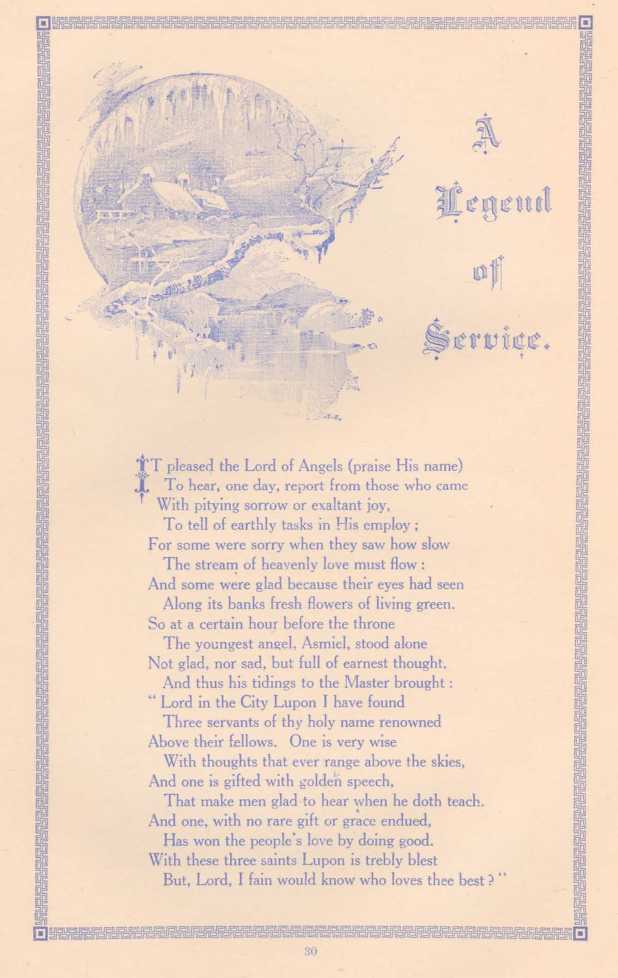 A
Legend
of
Service.
IT pleased the Lord of Angels (praise His name)
To hear, one day, report from those who came
With pitying sorrow or exaltant joy,
To tell of earthly tasks in His employ ;
For some were sorry when they saw how slow
The stream of heavenly love must flow :
And some were glad because their eyes had seen
Along its banks fresh flowers of living green.
So at a certain hour before the throne
The youngest angel, Asmiel, stood alone
Not glad, nor sad, but full of earnest thought,
And thus his tidings to the Master brought :
“ Lord in the City Lupon I have found
Three servants of thy holy name renowned
Above their fellows. One is very wise
With thoughts that ever range above the skies,
And one is gifted with golden speech,
That make men glad to hear when he doth teach.
And one, with no rare gift or grace endued,
Has won the people's love by doing good.
With these three saints Lupon is trebly blest
But, Lord, I fain would know who loves thee best ? ”
30